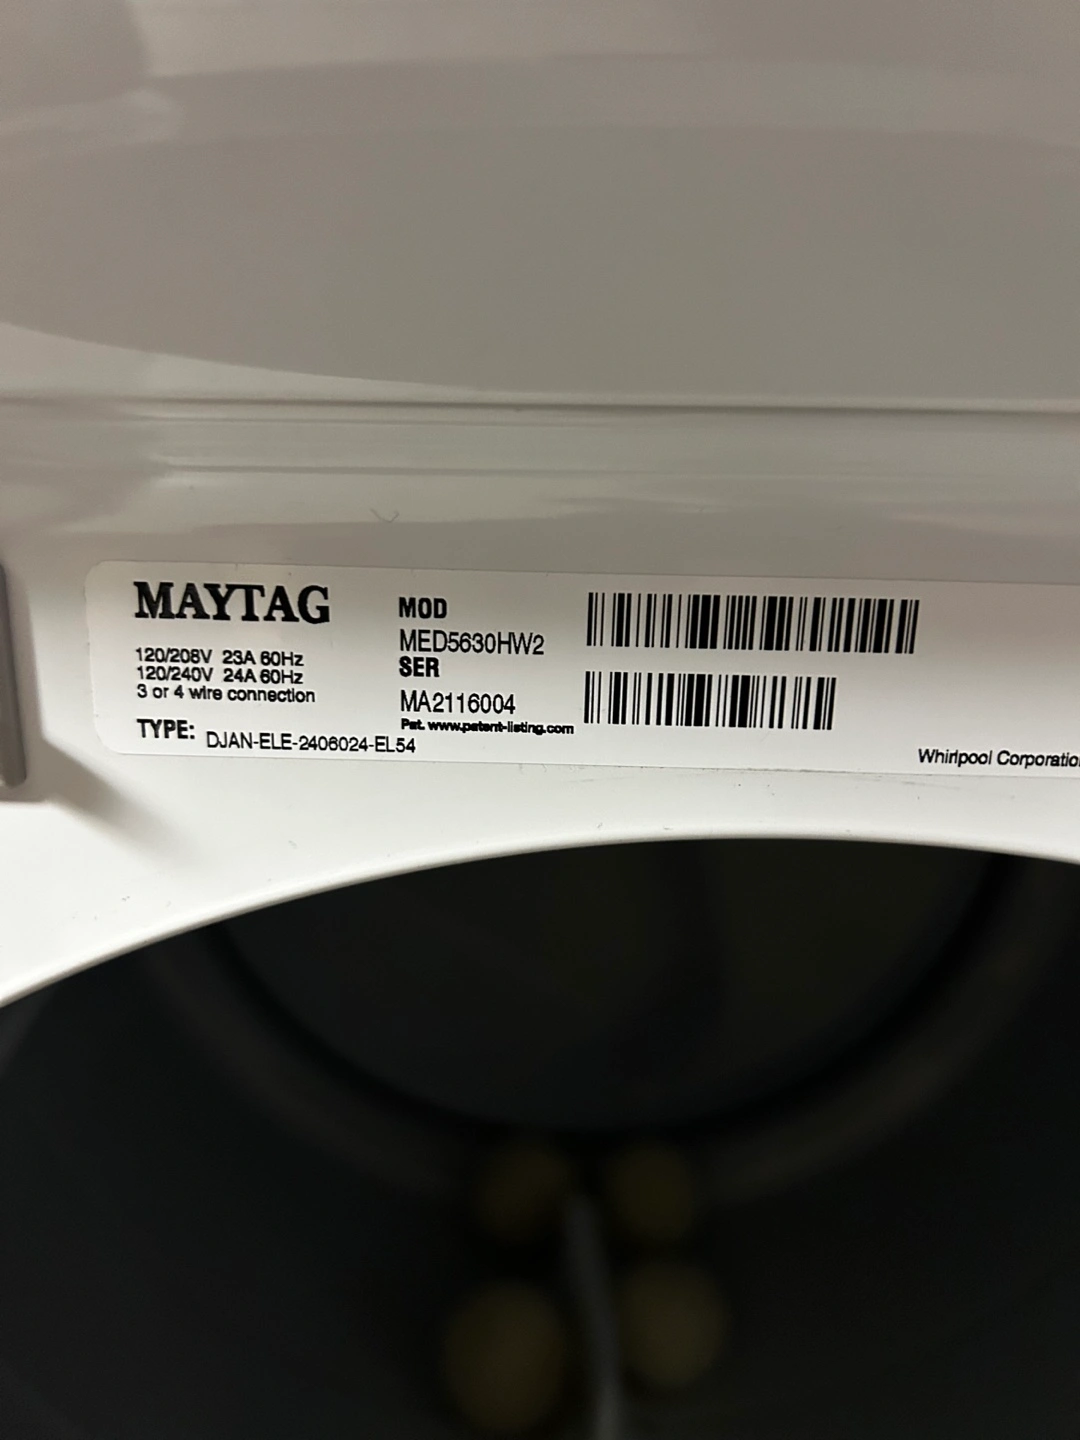 MAYTAG
120/208V 23A 60Hz
120/240V 24A 60Hz
3 or 4 wire connection
TYPE: DJAN-ELE-2406024-EL54
MOD
MED5630HW2
SER
MA2116004
Pat. www.patent-listing.com
Whirlpool Corporatio